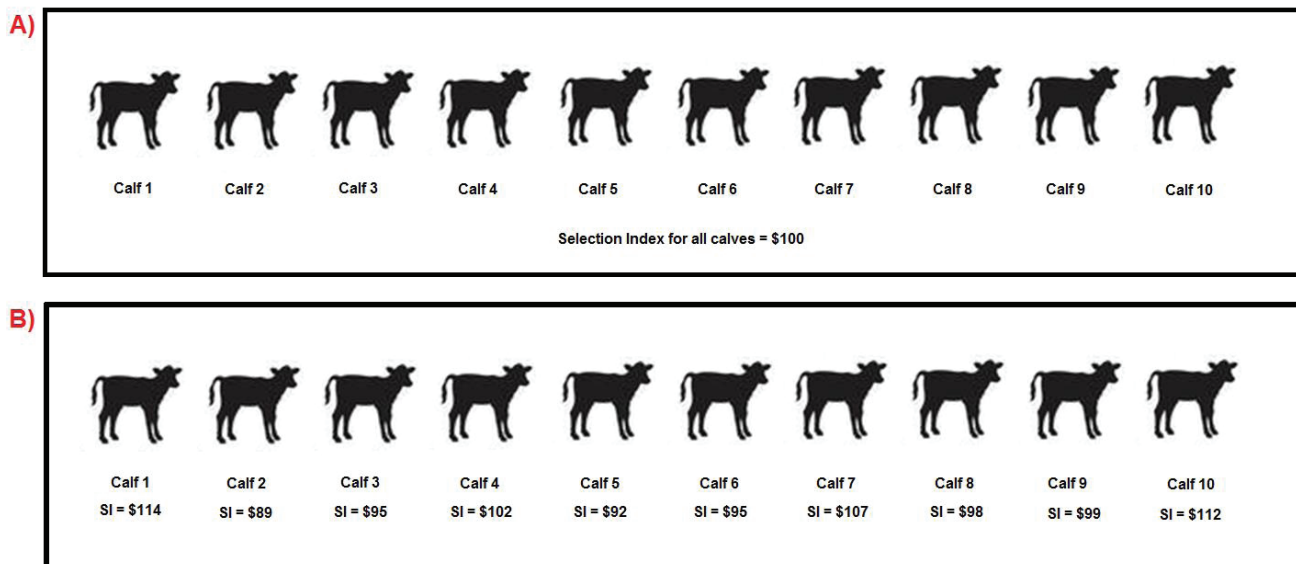 A)
Calf 1 Calf 2 Calf 3 Calf 4 Calf 5 Calf 6 Calf 7 Calf 8 Calf 9 Calf 10
Selection Index for all calves = $100
B)
Calf 1 Calf 2 Calf 3 Calf 4 Calf 5 Calf 6 Calf 7 Calf 8 Calf 9 Calf 10
SI = $114 SI = $89 SI = $95 SI = $102 SI = $92 SI = $95 SI = $107 SI = $98 SI = $99 SI = $112